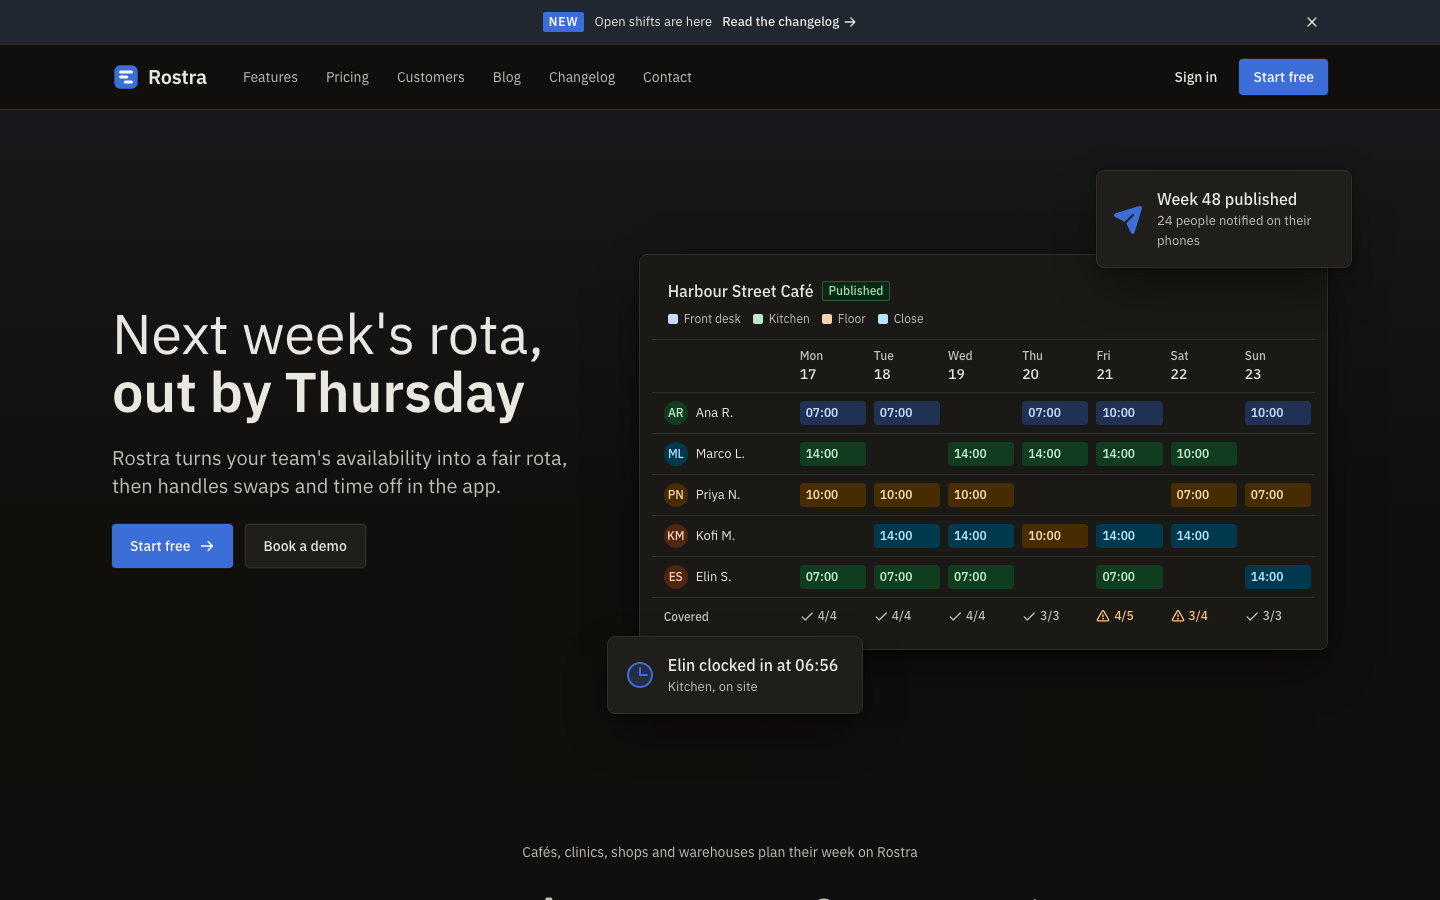 NEW Open shifts are here Read the changelog →
Rostra Features Pricing Customers Blog Changelog Contact Sign in Start free
Week 48 published
24 people notified on their
phones
Next week's rota,
out by Thursday
Rostra turns your team's availability into a fair rota,
then handles swaps and time off in the app.
Start free → Book a demo
Harbour Street Café Published
Front desk Kitchen Floor Close
Mon Tue Wed Thu Fri Sat Sun
17 18 19 20 21 22 23
AR Ana R. 07:00 07:00 07:00 10:00 10:00
ML Marco L. 14:00 14:00 14:00 14:00 10:00
PN Priya N. 10:00 10:00 10:00 07:00 07:00
KM Kofi M. 14:00 14:00 10:00 14:00 14:00
ES Elin S. 07:00 07:00 07:00 07:00 14:00
Covered 4/4 4/4 4/4 3/3 4/5 3/4 3/3
Elin clocked in at 06:56
Kitchen, on site
Cafés, clinics, shops and warehouses plan their week on Rostra